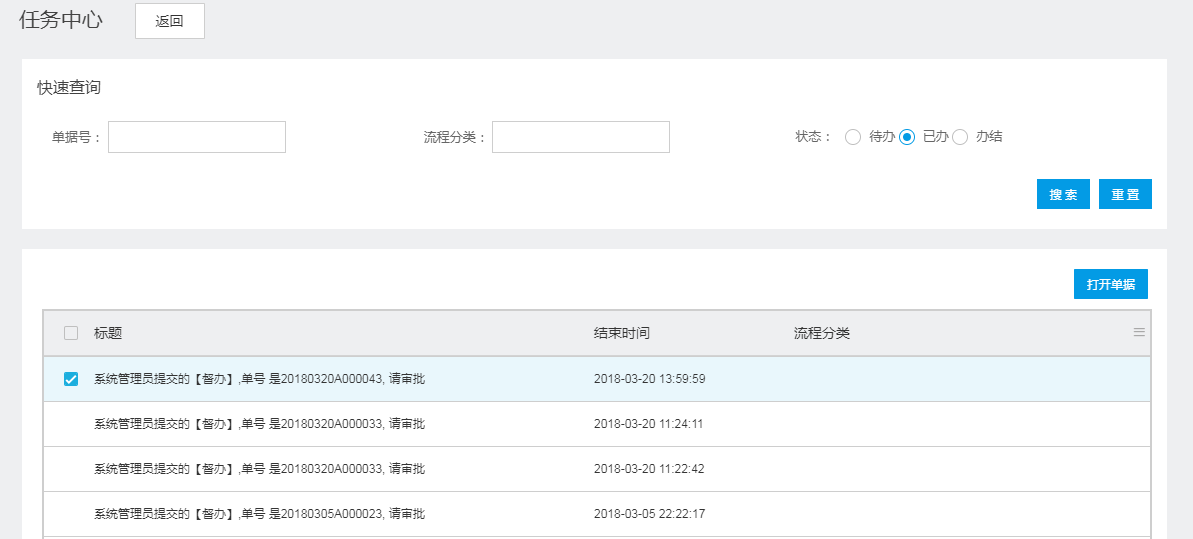 任务中心 返回
快速查询
单据号： 流程分类： 状态： 待办 已办 办结
搜 索 重 置
打开单据
标题 结束时间 流程分类
系统管理员提交的【督办】,单号 是20180320A000043, 请审批 2018-03-20 13:59:59
系统管理员提交的【督办】,单号 是20180320A000033, 请审批 2018-03-20 11:24:11
系统管理员提交的【督办】,单号 是20180320A000033, 请审批 2018-03-20 11:22:42
系统管理员提交的【督办】,单号 是20180305A000023, 请审批 2018-03-05 22:22:17